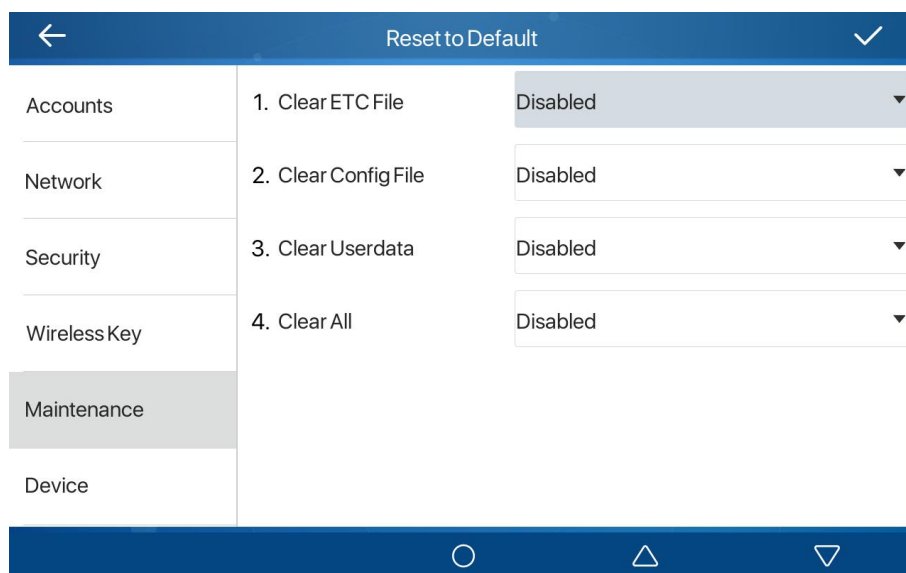 Reset to Default
Accounts
Network
Security
Wireless Key
Maintenance
Device
1. Clear ETC File Disabled
2. Clear Config File Disabled
3. Clear Userdata Disabled
4. Clear All Disabled